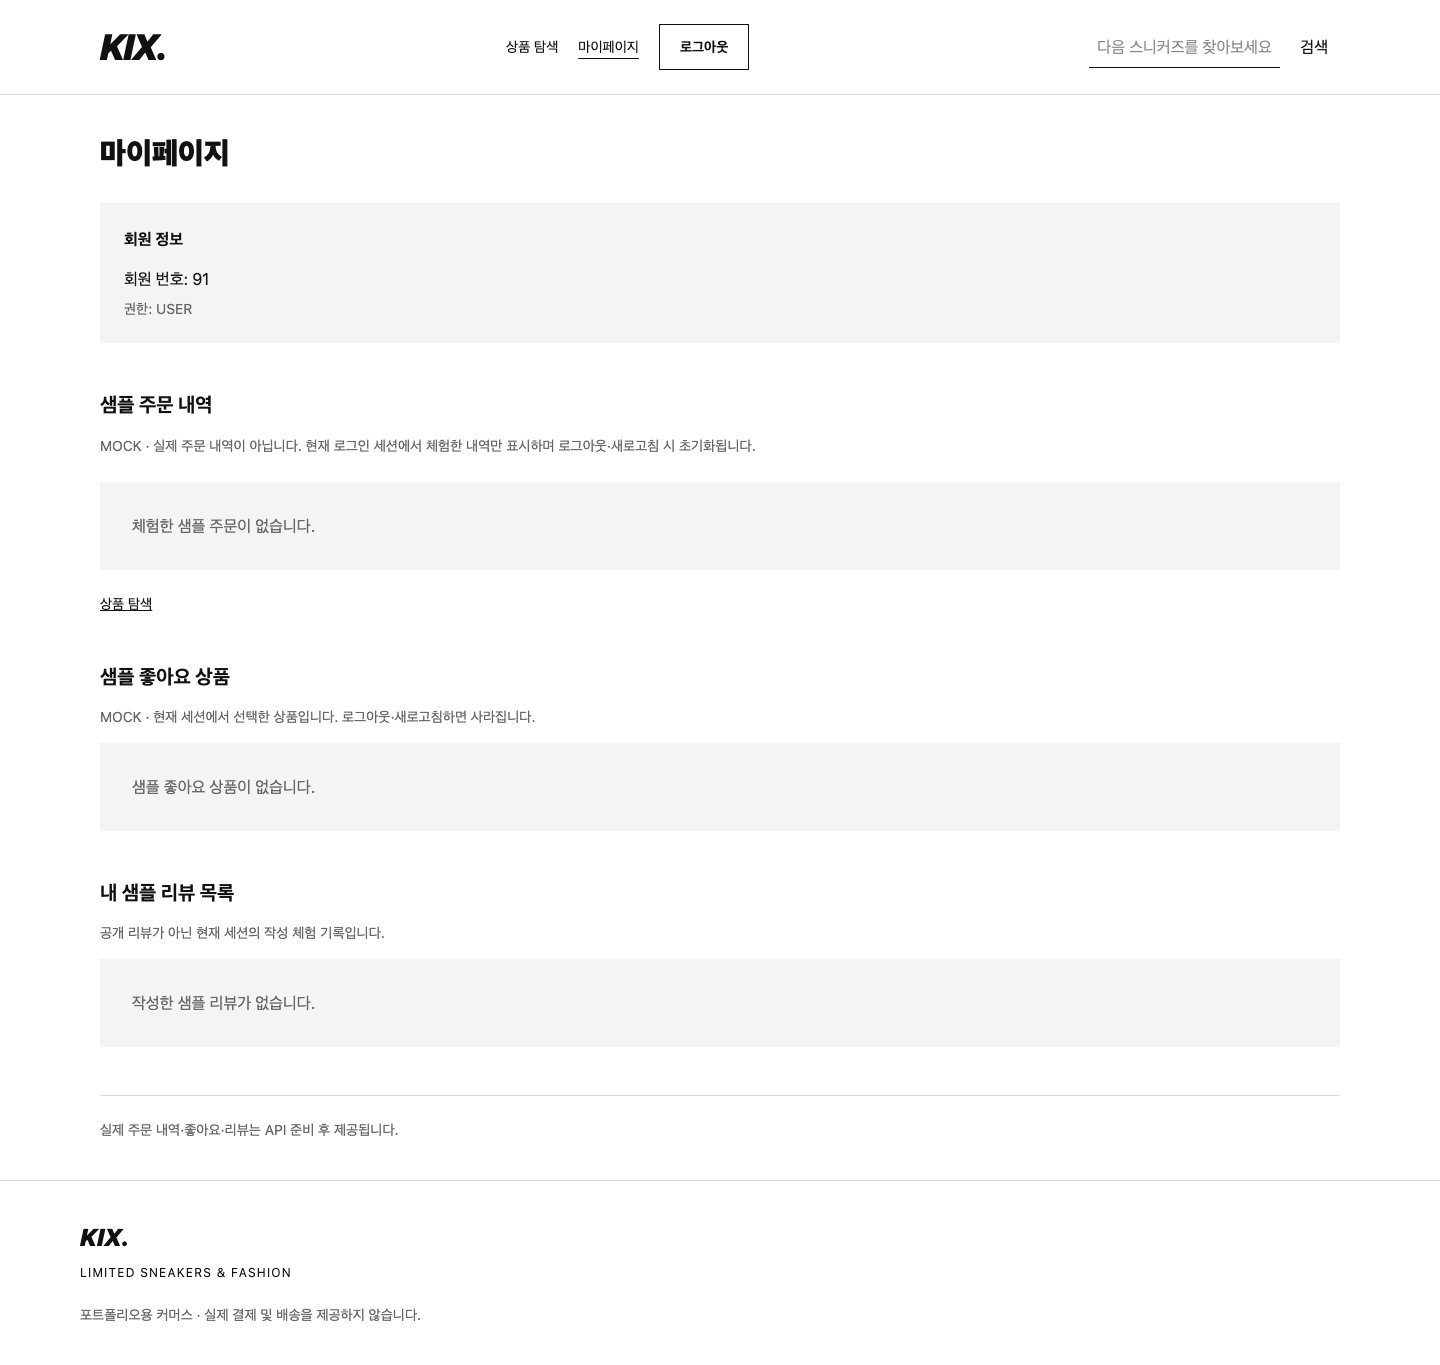 KIX.
상품 탐색
마이페이지
로그아웃
다음 스니커즈를 찾아보세요
검색
마이페이지
회원 정보
회원 번호: 91
권한: USER
샘플 주문 내역
MOCK · 실제 주문 내역이 아닙니다. 현재 로그인 세션에서 체험한 내역만 표시하며 로그아웃·새로고침 시 초기화됩니다.
체험한 샘플 주문이 없습니다.
상품 탐색
샘플 좋아요 상품
MOCK · 현재 세션에서 선택한 상품입니다. 로그아웃·새로고침하면 사라집니다.
샘플 좋아요 상품이 없습니다.
내 샘플 리뷰 목록
공개 리뷰가 아닌 현재 세션의 작성 체험 기록입니다.
작성한 샘플 리뷰가 없습니다.
실제 주문 내역·좋아요·리뷰는 API 준비 후 제공됩니다.
KIX.
LIMITED SNEAKERS & FASHION
포트폴리오용 커머스 · 실제 결제 및 배송을 제공하지 않습니다.